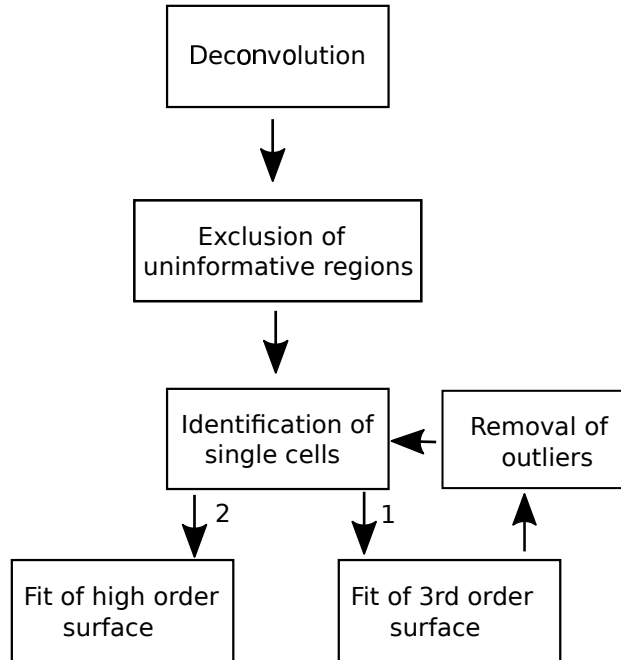 Deconvolution
Exclusion of
uninformative regions
Identification of
single cells
Removal of
outliers
2
1
Fit of high order
surface
Fit of 3rd order
surface